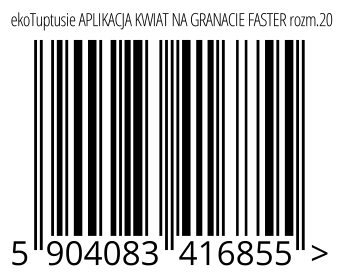 ekoTuptusie APLIKACJA KWIAT NA GRANACIE FASTER rozm.20
5 904083 416855 >